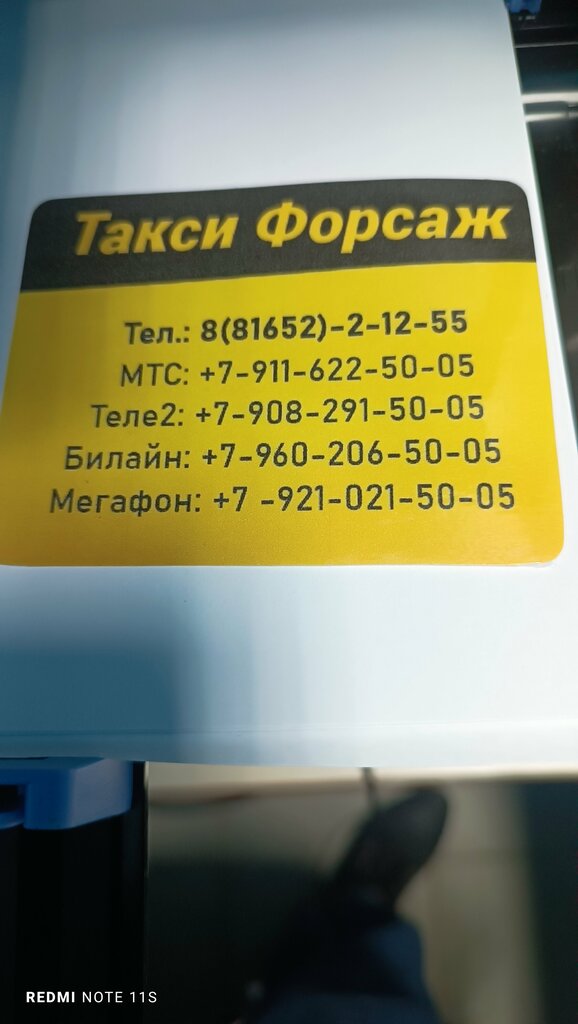 Такси Форсаж
Тел.: 8(81652)-2-12-55
МТС: +7-911-622-50-05
Теле2: +7-908-291-50-05
Билайн: +7-960-206-50-05
Мегафон: +7 -921-021-50-05
REDMI NOTE 11S